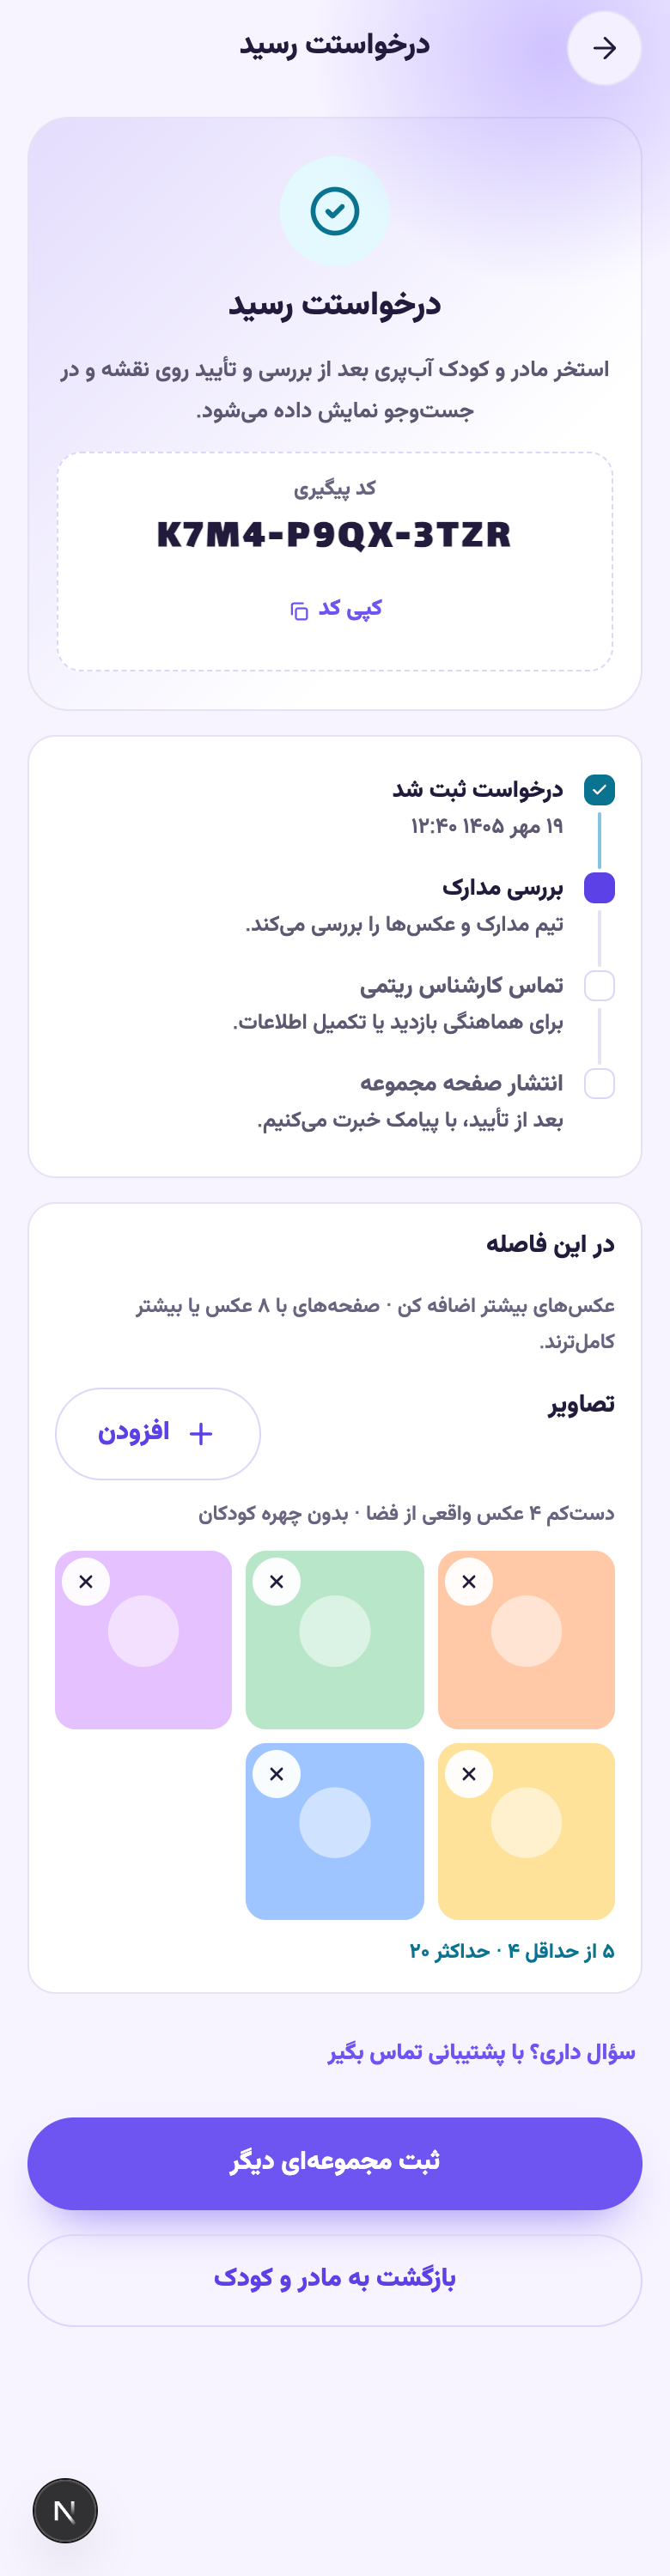 درخواستت رسید
درخواستت رسید
استخر مادر و کودک آب‌پری بعد از بررسی و تأیید روی نقشه و در
جست‌وجو نمایش داده می‌شود.
کد پیگیری
K7M4-P9QX-3TZR
کپی کد
درخواست ثبت شد
۱۹ مهر ۱۴۰۵ ۱۲:۴۰
بررسی مدارک
تیم مدارک و عکس‌ها را بررسی می‌کند.
تماس کارشناس ریتمی
برای هماهنگی بازدید یا تکمیل اطلاعات.
انتشار صفحه مجموعه
بعد از تأیید، با پیامک خبرت می‌کنیم.
در این فاصله
عکس‌های بیشتر اضافه کن · صفحه‌های با ۸ عکس یا بیشتر
کامل‌ترند.
تصاویر
افزودن
دست‌کم ۴ عکس واقعی از فضا · بدون چهره کودکان
۵ از حداقل ۴ · حداکثر ۲۰
سؤال داری؟ با پشتیبانی تماس بگیر
ثبت مجموعه‌ای دیگر
بازگشت به مادر و کودک
N